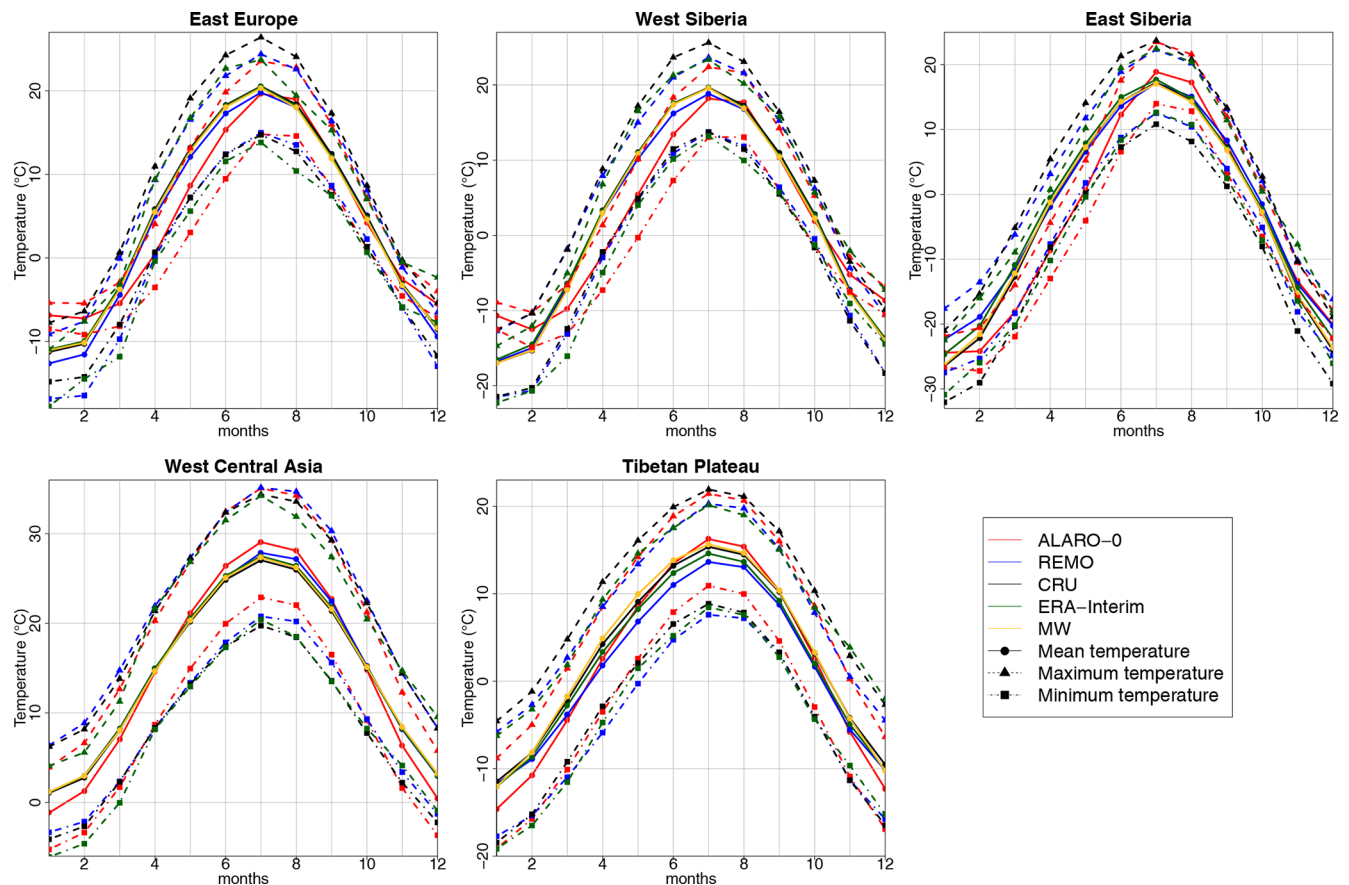 East Europe
Temperature (°C)
−10 0 10 20
2 4 6 8 10 12
months
West Siberia
Temperature (°C)
−20 −10 0 10 20
2 4 6 8 10 12
months
East Siberia
Temperature (°C)
−30 −20 −10 0 10 20
2 4 6 8 10 12
months
West Central Asia
Temperature (°C)
0 10 20 30
2 4 6 8 10 12
months
Tibetan Plateau
Temperature (°C)
−20 −10 0 10 20
2 4 6 8 10 12
months
ALARO−0
REMO
CRU
ERA−Interim
MW
Mean temperature
Maximum temperature
Minimum temperature